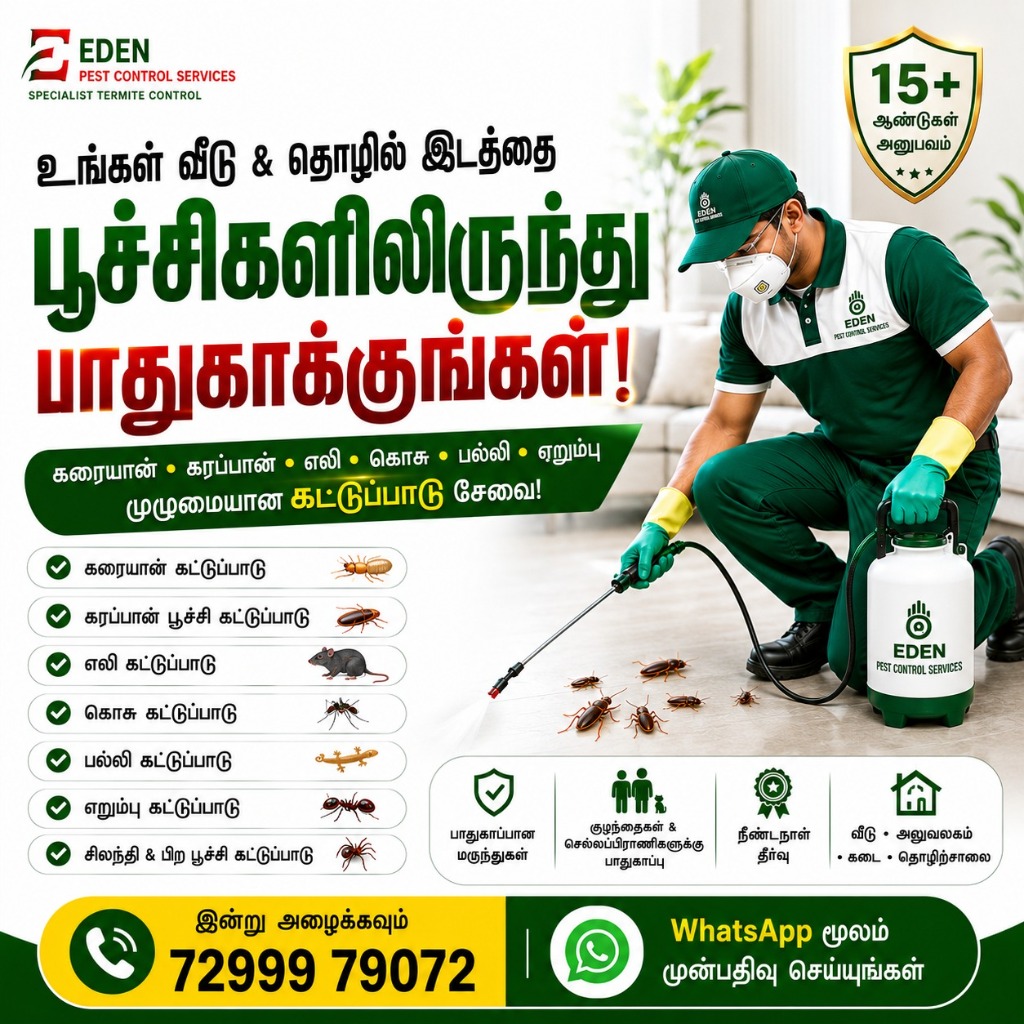 EDEN
PEST CONTROL SERVICES
SPECIALIST TERMITE CONTROL
15+
ஆண்டுகள்
அனுபவம்
உங்கள் வீடு & தொழில் இடத்தை
பூச்சிகளிலிருந்து
பாதுகாக்குங்கள்!
கரையான் • கரப்பான் • எலி • கொசு • பல்லி • ஏறும்பு
முழுமையான கட்டுப்பாடு சேவை!
கரையான் கட்டுப்பாடு
கரப்பான் பூச்சி கட்டுப்பாடு
எலி கட்டுப்பாடு
கொசு கட்டுப்பாடு
பல்லி கட்டுப்பாடு
எறும்பு கட்டுப்பாடு
சிலந்தி & பிற பூச்சி கட்டுப்பாடு
EDEN
PEST CONTROL SERVICES
EDEN
PEST CONTROL SERVICES
EDEN
PEST CONTROL SERVICES
பாதுகாப்பான
மருந்துகள்
குழந்தைகள் &
செல்லப்பிராணிகளுக்கு
பாதுகாப்பு
நீண்டநாள்
தீர்வு
வீடு • அலுவலகம்
• கடை • தொழிற்சாலை
இன்று அழைக்கவும்
72999 79072
WhatsApp மூலம்
முன்பதிவு செய்யுங்கள்